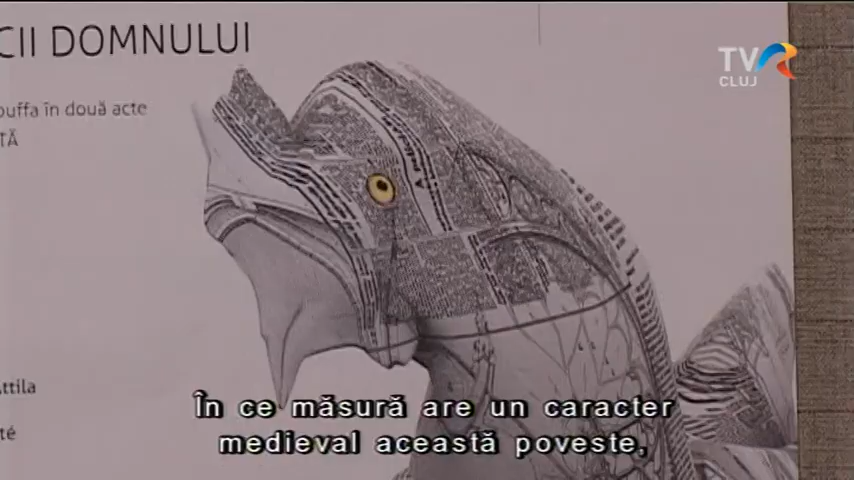 CII DOMNULUI
TVR
CLUJ
ouffa în două acte
TĂ
ttila
té
În ce măsură are un caracter
medieval această poveste,